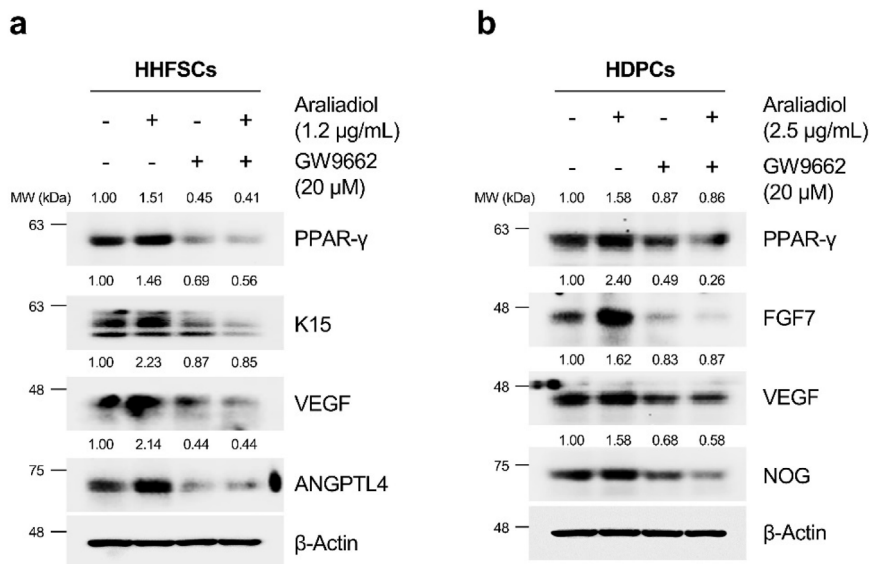 a
HHFSCs
- + - + Araliadiol
(1.2 µg/mL)
- - + + GW9662
(20 µM)
MW (kDa) 1.00 1.51 0.45 0.41
63 PPAR-γ
1.00 1.46 0.69 0.56
63 K15
1.00 2.23 0.87 0.85
48 VEGF
1.00 2.14 0.44 0.44
75 ANGPTL4
48 β-Actin
b
HDPCs
- + - + Araliadiol
(2.5 µg/mL)
- - + + GW9662
(20 µM)
MW (kDa) 1.00 1.58 0.87 0.86
63 PPAR-γ
1.00 2.40 0.49 0.26
48 FGF7
1.00 1.62 0.83 0.87
48 VEGF
1.00 1.58 0.68 0.58
75 NOG
48 β-Actin